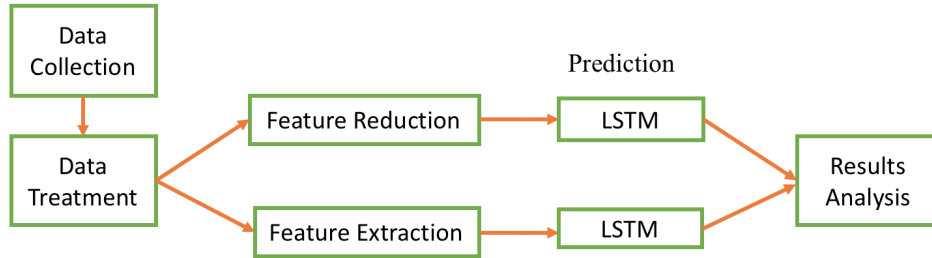 Data
Collection
Prediction
Feature Reduction
LSTM
Data
Treatment
Results
Analysis
Feature Extraction
LSTM